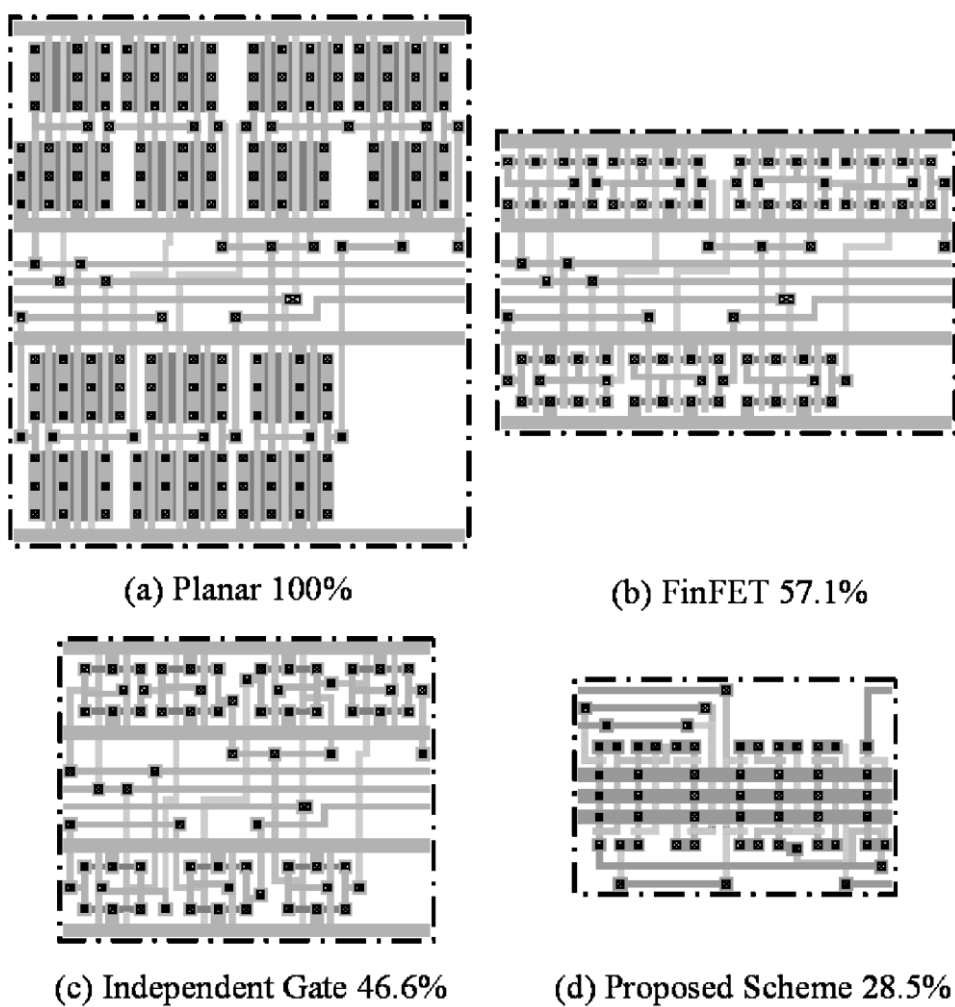 (a) Planar 100%
(b) FinFET 57.1%
(c) Independent Gate 46.6%
(d) Proposed Scheme 28.5%